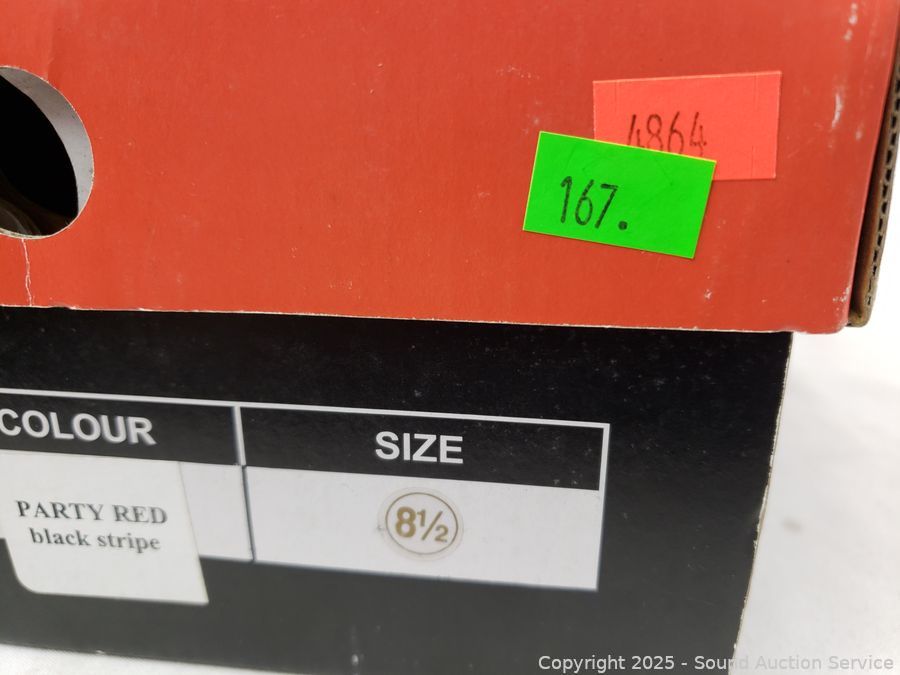 4864
167.
COLOUR
SIZE
PARTY RED
black stripe
8½
Copyright © 2025 - Sound Auction Service